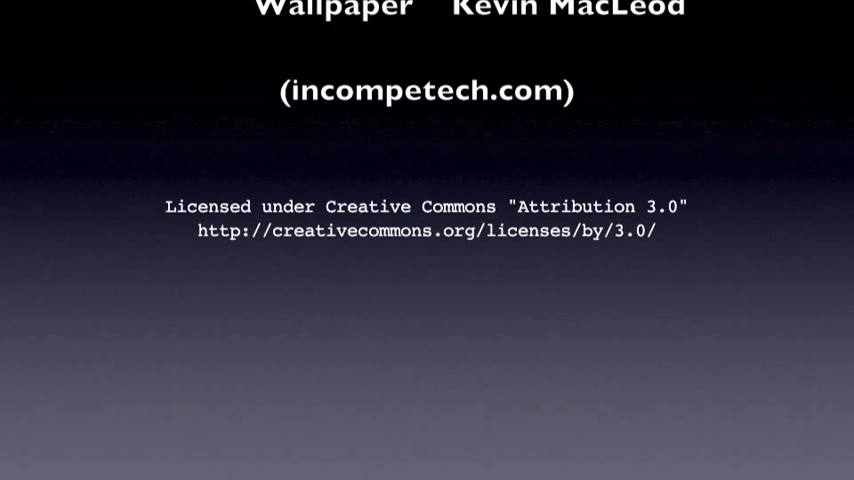 Wallpaper Kevin MacLeod
(incompetech.com)
Licensed under Creative Commons "Attribution 3.0"
http://creativecommons.org/licenses/by/3.0/